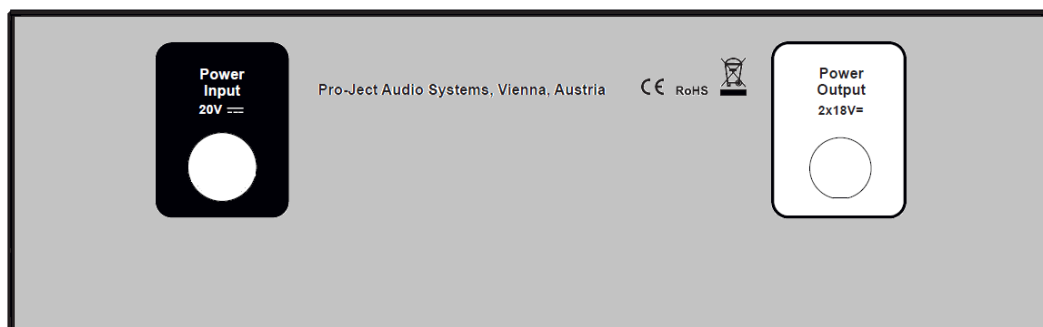 Power
Input
20V ⎓
Pro-Ject Audio Systems, Vienna, Austria
CE RoHS
Power
Output
2x18V=